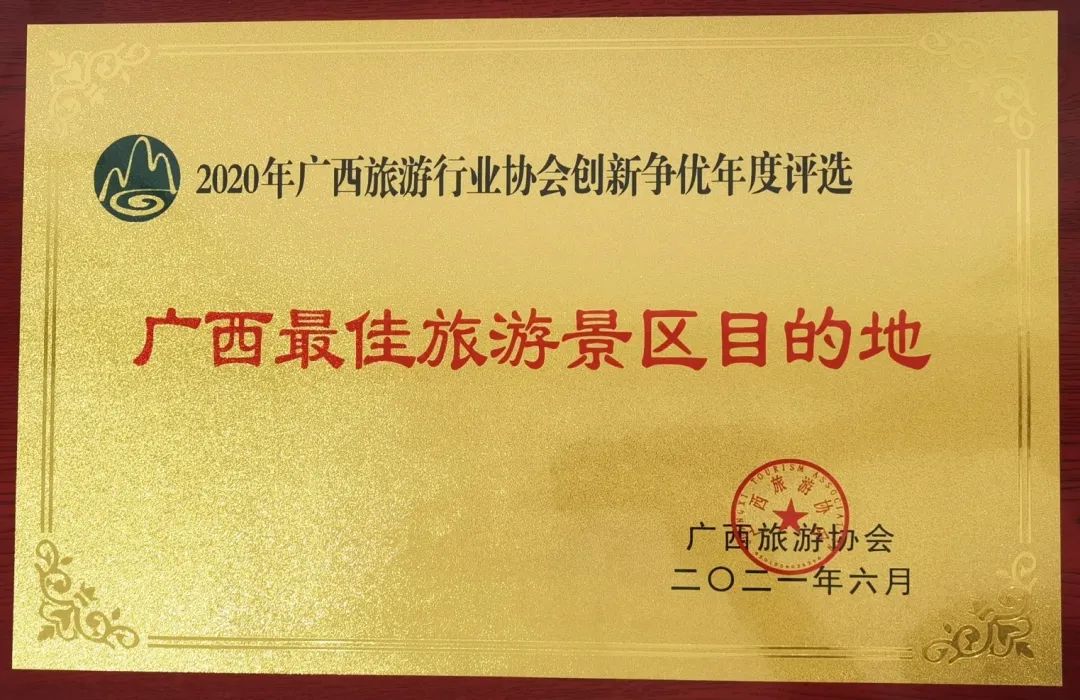 2020年广西旅游行业协会创新争优年度评选
广西最佳旅游景区目的地
广西旅游协会
二〇二一年六月